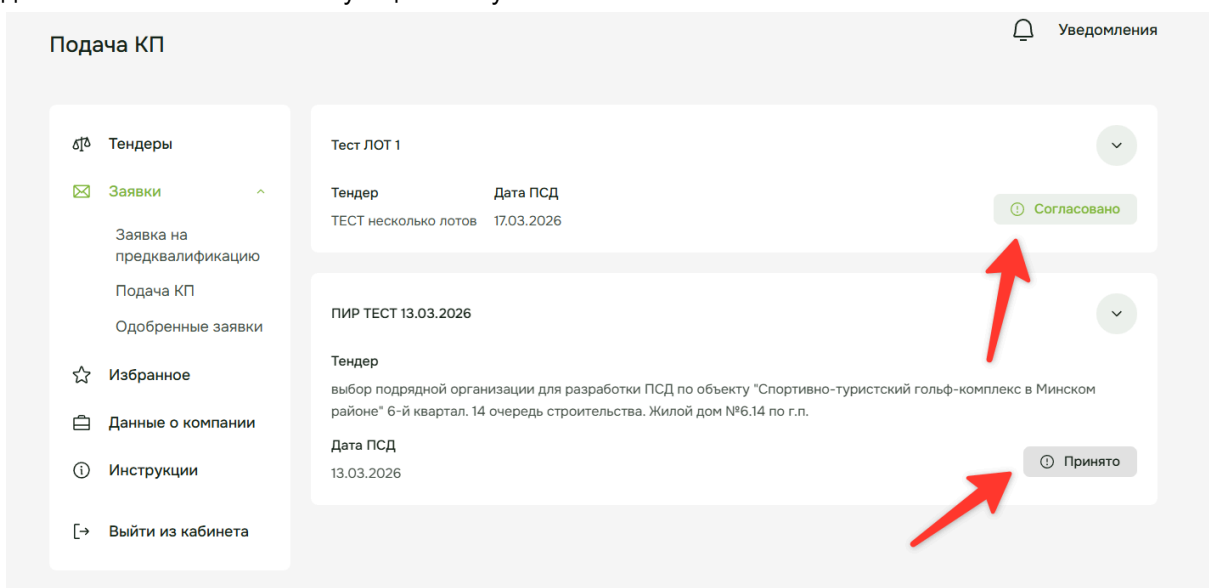 Подача КП
Уведомления
Тендеры
Заявки
Заявка на
предквалификацию
Подача КП
Одобренные заявки
Избранное
Данные о компании
Инструкции
Выйти из кабинета
Тест ЛОТ 1
Тендер Дата ПСД
ТЕСТ несколько лотов 17.03.2026
Согласовано
ПИР ТЕСТ 13.03.2026
Тендер
выбор подрядной организации для разработки ПСД по объекту "Спортивно-туристский гольф-комплекс в Минском
районе" 6-й квартал. 14 очередь строительства. Жилой дом №6.14 по г.п.
Дата ПСД
13.03.2026
Принято